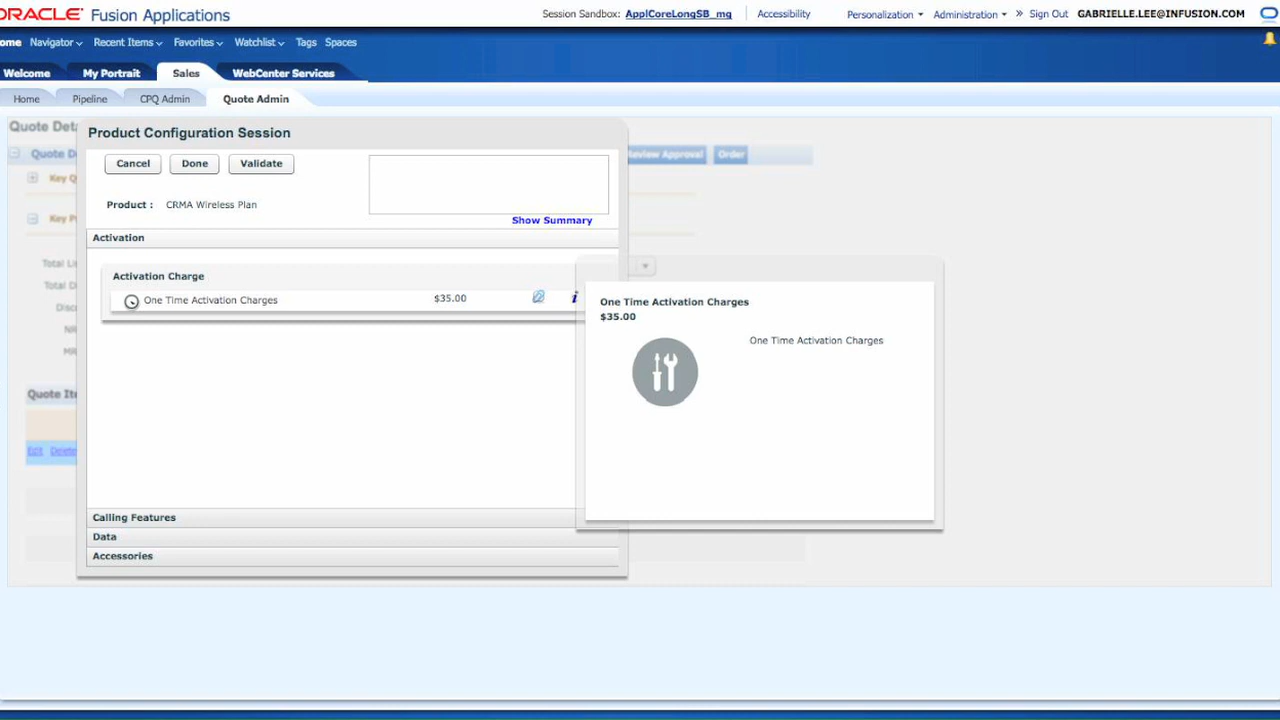 ORACLE Fusion Applications
Session Sandbox: ApplCoreLongSB_mg Accessibility Personalization Administration » Sign Out GABRIELLE.LEE@INFUSION.COM
Navigator Recent Items Favorites Watchlist Tags Spaces
Welcome My Portrait Sales WebCenter Services
Home Pipeline CPQ Admin Quote Admin
Product Configuration Session
Review Approval Order
Cancel Done Validate
Product : CRMA Wireless Plan
Show Summary
Activation
Activation Charge
One Time Activation Charges $35.00 i
One Time Activation Charges
$35.00
One Time Activation Charges
Quote
Edit Delete
Calling Features
Data
Accessories